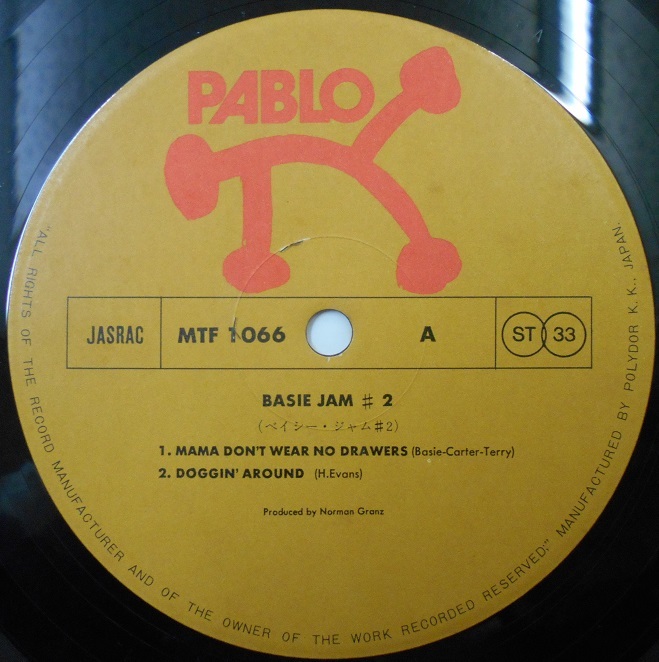 PABLO
JASRAC
MTF 1066
A
ST 33
BASIE JAM ♯ 2
(ベイシー・ジャム♯2)
1. MAMA DON'T WEAR NO DRAWERS (Basie-Carter-Terry)
2. DOGGIN' AROUND (H.Evans)
Produced by Norman Granz
"ALL RIGHTS OF THE RECORD MANUFACTURER AND OF THE OWNER OF THE WORK RECORDED RESERVED;" MANUFACTURED BY POLYDOR K.K., JAPAN.